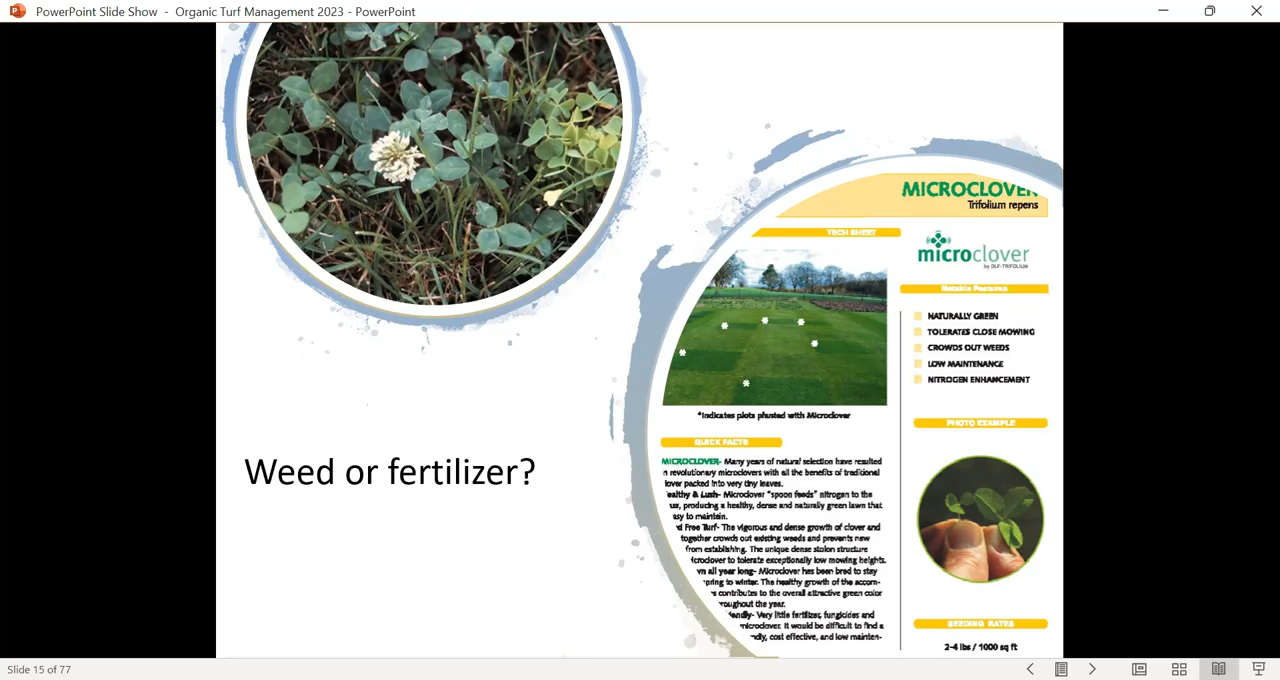 PowerPoint Slide Show - Organic Turf Management 2023 - PowerPoint
MICROCLOVER
Trifolium repens
TECH SHEET
microclover
by DLF-TRIFOLIUM
Notable Features
NATURALLY GREEN
TOLERATES CLOSE MOWING
CROWDS OUT WEEDS
LOW MAINTENANCE
NITROGEN ENHANCEMENT
*Indicates plots planted with Microclover
PHOTO EXAMPLE
QUICK FACTS
MICROCLOVER- Many years of natural selection have resulted
n revolutionary microclovers with all the benefits of traditional
lover packed into very tiny leaves.
ealthy & Lush- Microclover "spoon feeds" nitrogen to the
producing a healthy, dense and naturally green lawn that
easy to maintain.
d Free Turf- The vigorous and dense growth of clover and
together crowds out existing weeds and prevents new
from establishing. The unique dense stolon structure
icroclover to tolerate exceptionally low mowing heights.
n all year long- Microclover has been bred to stay
pring to winter. The healthy growth of the accom-
s contributes to the overall attractive green color
roughout the year.
iendly- Very little fertilizer, fungicides and
microclover. It would be difficult to find a
ndly, cost effective, and low mainten-
SEEDING RATES
2-4 lbs / 1000 sq ft
Weed or fertilizer?
Slide 15 of 77